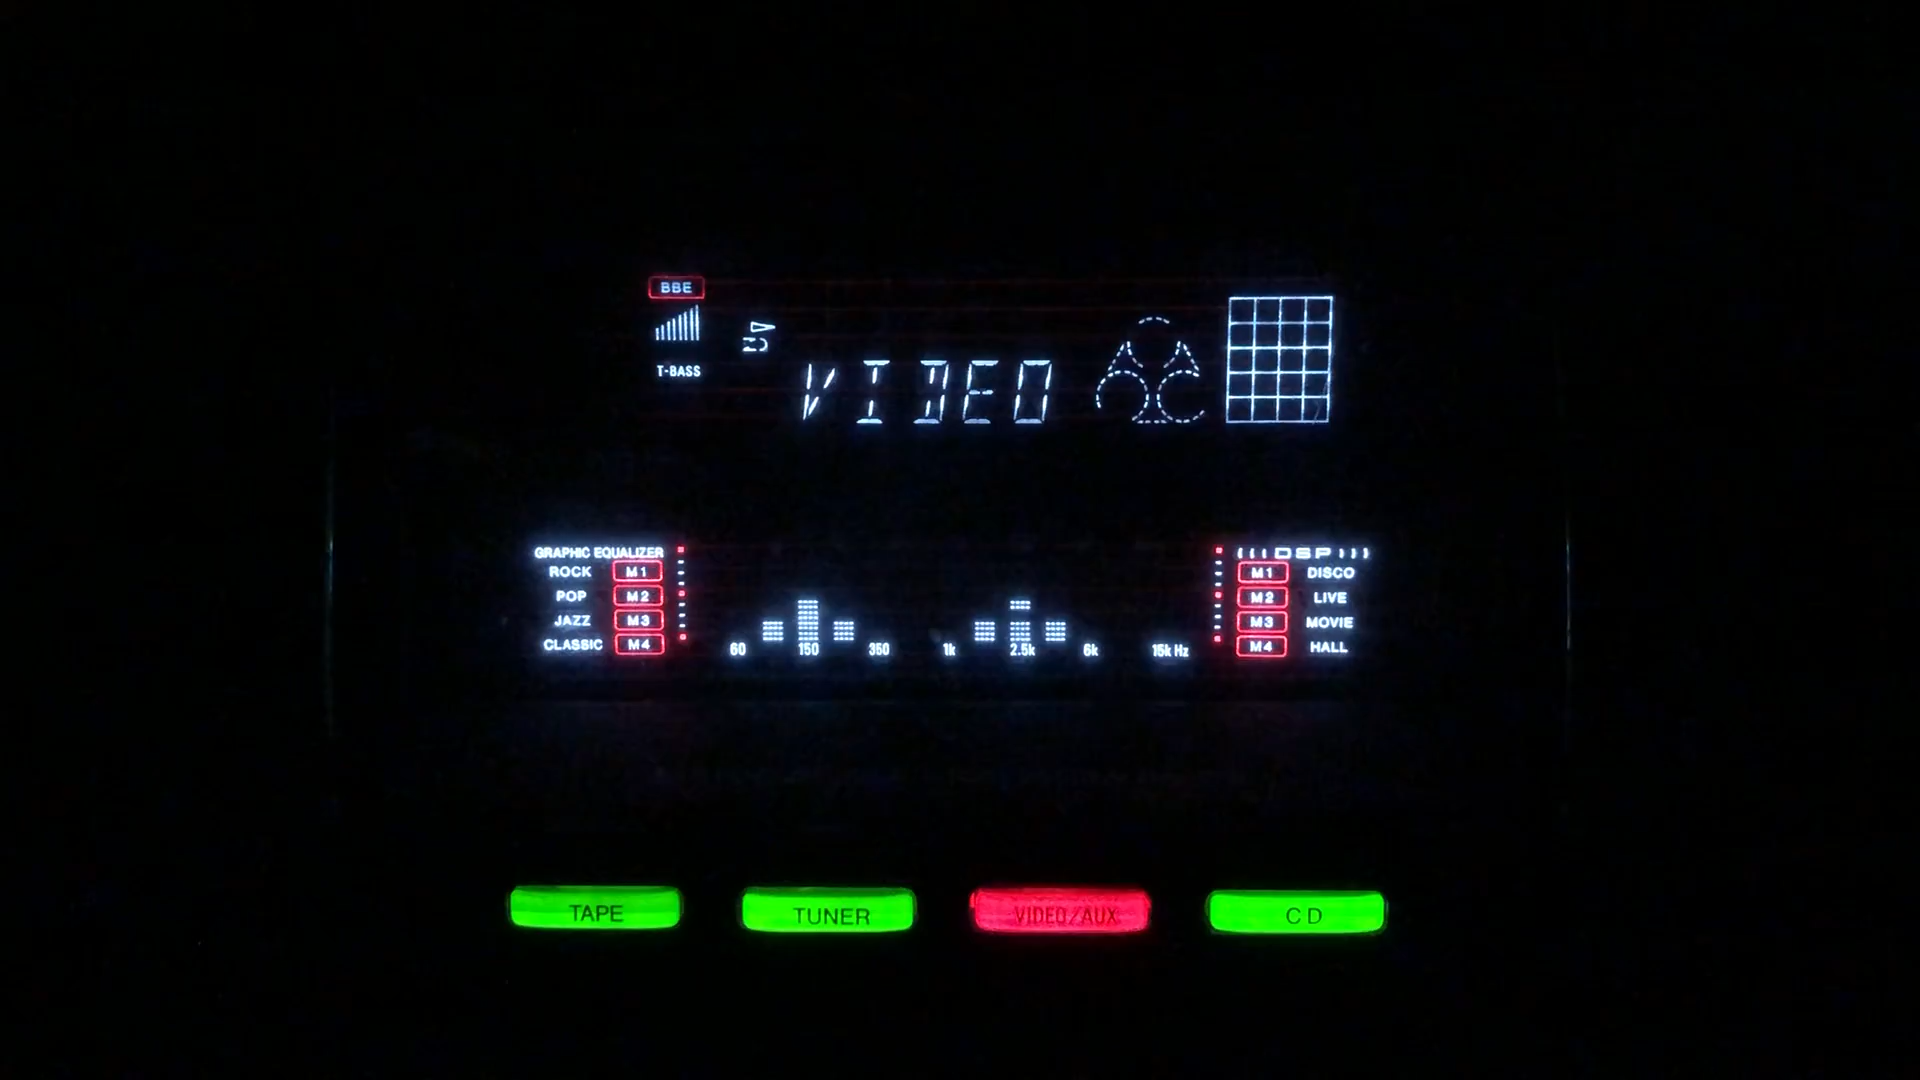 BBE
T-BASS
VIDEO
GRAPHIC EQUALIZER
ROCK M1
POP M2
JAZZ M3
CLASSIC M4
60 150 350 1k 2.5k 6k 15k Hz
DSP
M1 DISCO
M2 LIVE
M3 MOVIE
M4 HALL
TAPE TUNER VIDEO/AUX CD